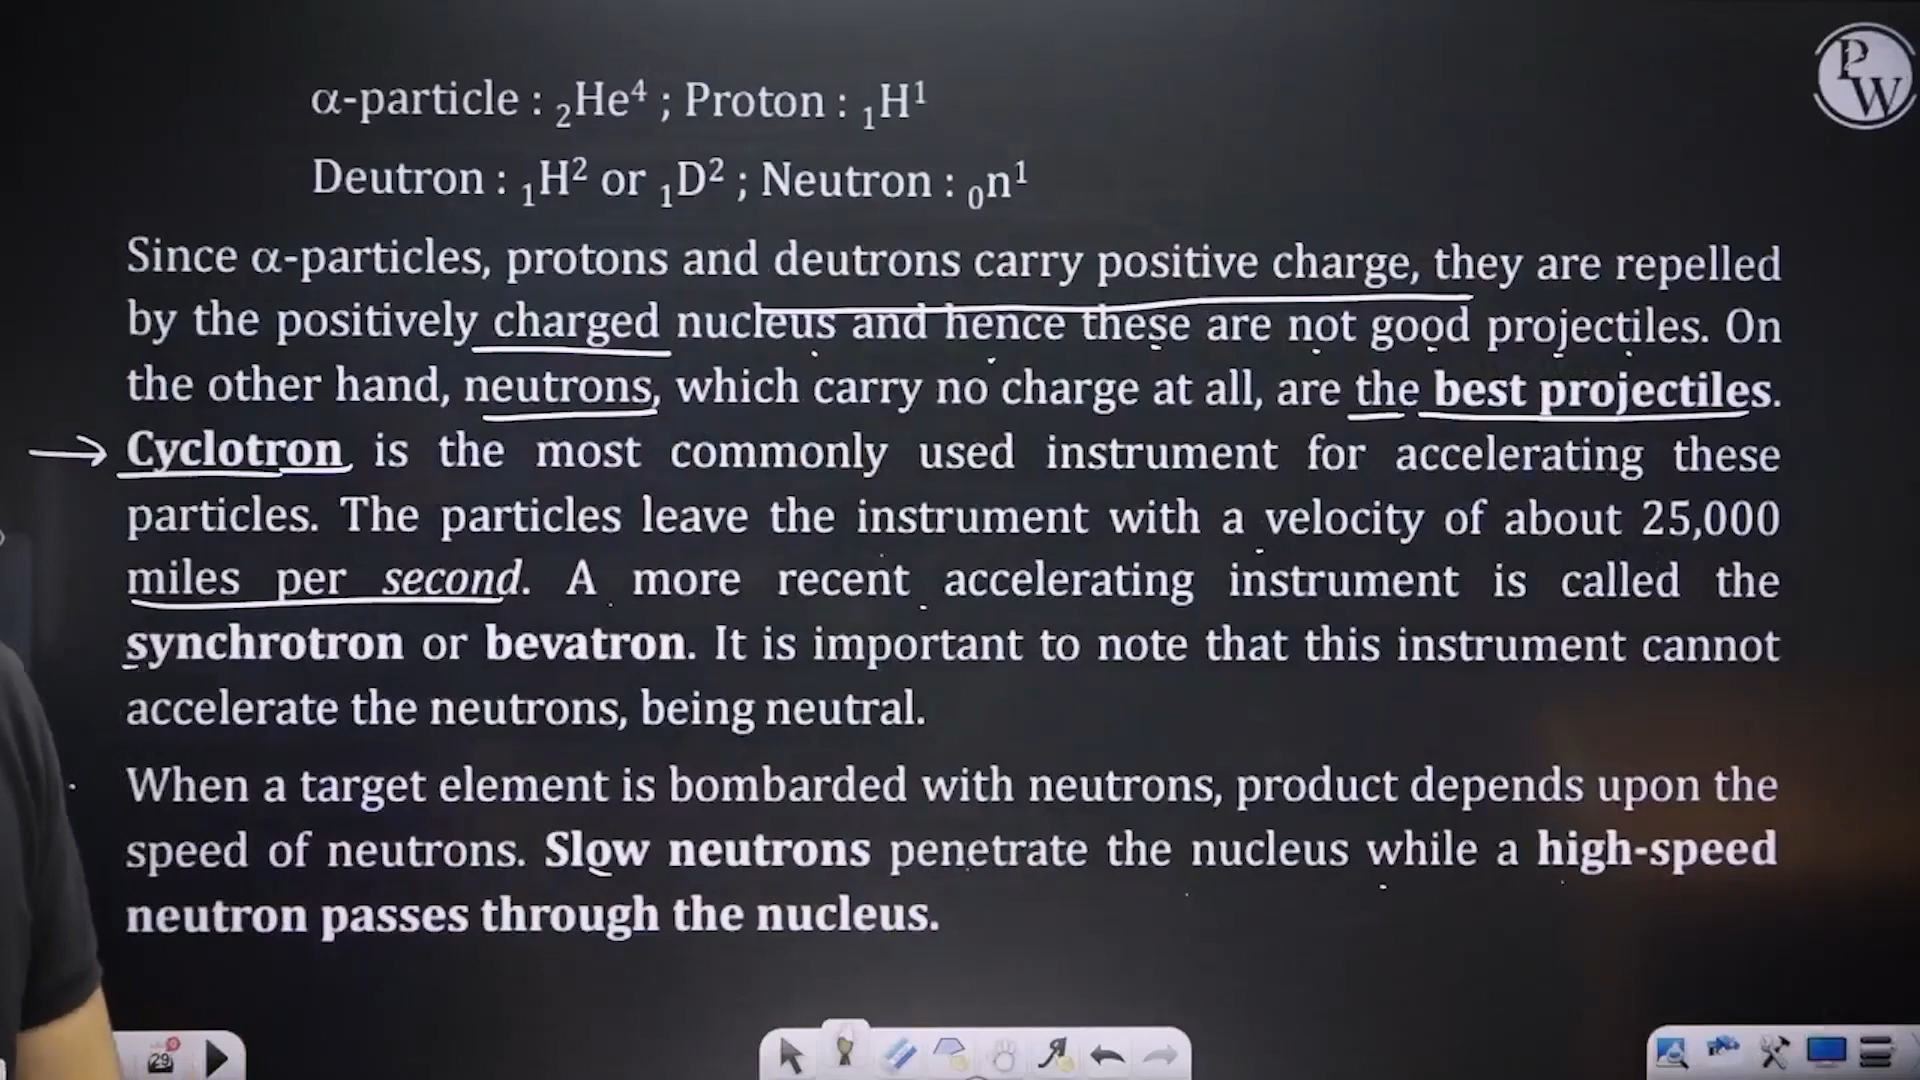 α-particle : ₂He⁴ ; Proton : ₁H¹
Deutron : ₁H² or ₁D² ; Neutron : ₀n¹
Since α-particles, protons and deutrons carry positive charge, they are repelled
by the positively charged nucleus and hence these are not good projectiles. On
the other hand, neutrons, which carry no charge at all, are the best projectiles.
Cyclotron is the most commonly used instrument for accelerating these
particles. The particles leave the instrument with a velocity of about 25,000
miles per second. A more recent accelerating instrument is called the
synchrotron or bevatron. It is important to note that this instrument cannot
accelerate the neutrons, being neutral.
When a target element is bombarded with neutrons, product depends upon the
speed of neutrons. Slow neutrons penetrate the nucleus while a high-speed
neutron passes through the nucleus.
PW
29